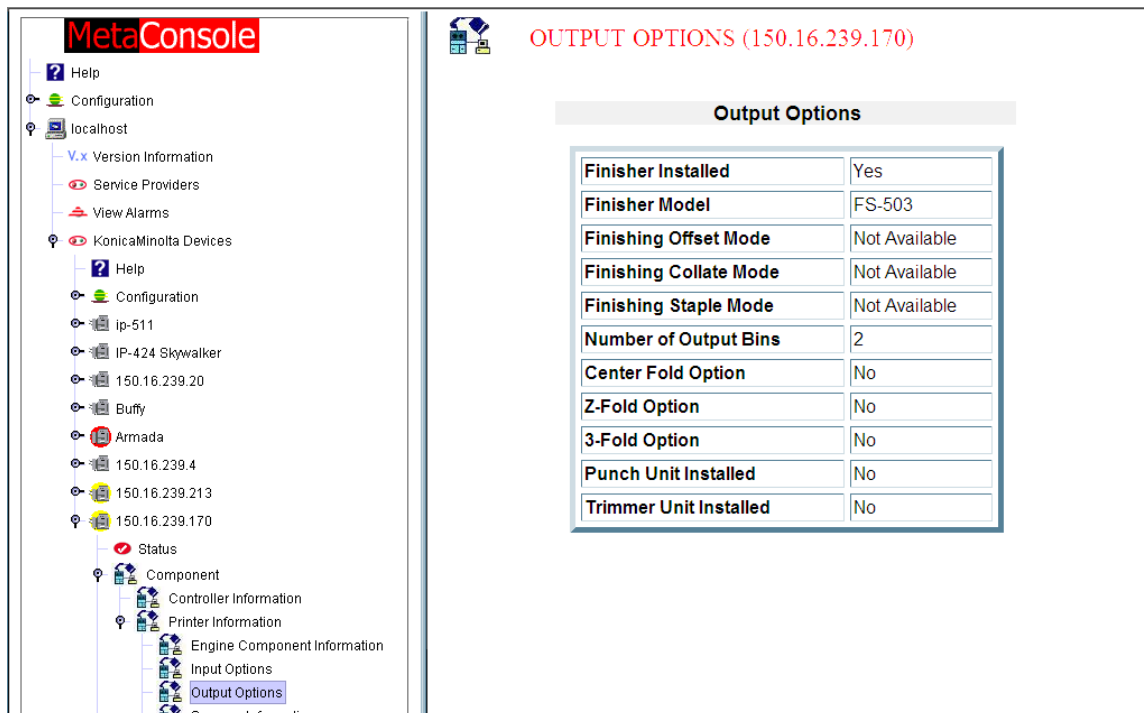 MetaConsole
? Help
Configuration
localhost
V.x Version Information
Service Providers
View Alarms
KonicaMinolta Devices
? Help
Configuration
ip-511
IP-424 Skywalker
150.16.239.20
Buffy
Armada
150.16.239.4
150.16.239.213
150.16.239.170
Status
Component
Controller Information
Printer Information
Engine Component Information
Input Options
Output Options
OUTPUT OPTIONS (150.16.239.170)
Output Options
Finisher Installed Yes
Finisher Model FS-503
Finishing Offset Mode Not Available
Finishing Collate Mode Not Available
Finishing Staple Mode Not Available
Number of Output Bins 2
Center Fold Option No
Z-Fold Option No
3-Fold Option No
Punch Unit Installed No
Trimmer Unit Installed No